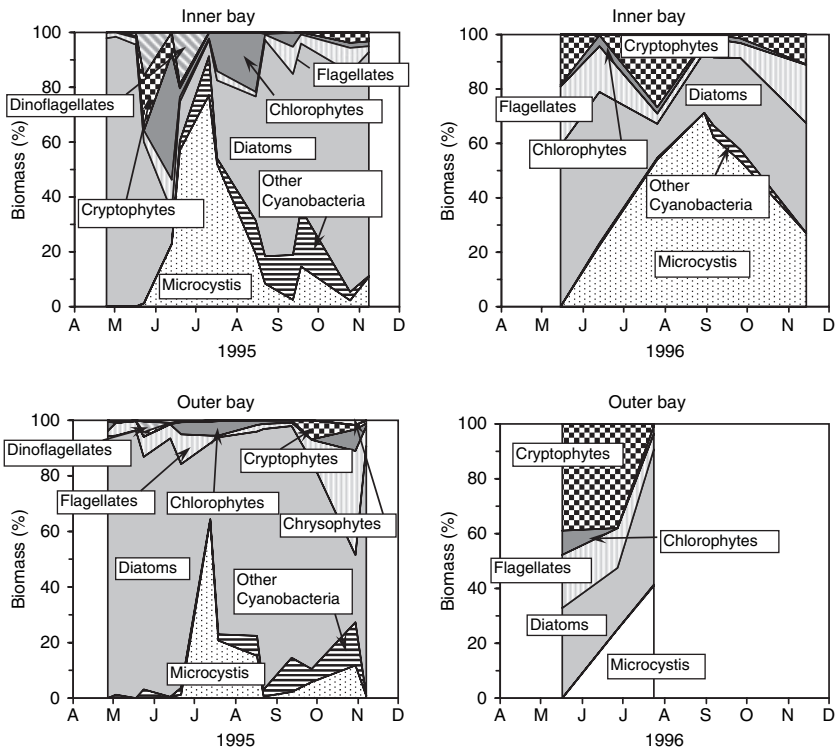 Inner bay
100
80
60
40
20
0
Biomass (%)
Dinoflagellates
Cryptophytes
Flagellates
Chlorophytes
Diatoms
Other
Cyanobacteria
Microcystis
A M J J A S O N D
1995
Inner bay
100
80
60
40
20
0
Biomass (%)
Cryptophytes
Flagellates
Diatoms
Chlorophytes
Other
Cyanobacteria
Microcystis
A M J J A S O N D
1996
Outer bay
100
80
60
40
20
0
Biomass (%)
Dinoflagellates
Cryptophytes
Flagellates
Chlorophytes
Chrysophytes
Diatoms
Other
Cyanobacteria
Microcystis
A M J J A S O N D
1995
Outer bay
100
80
60
40
20
0
Biomass (%)
Cryptophytes
Chlorophytes
Flagellates
Diatoms
Microcystis
A M J J A S O N D
1996